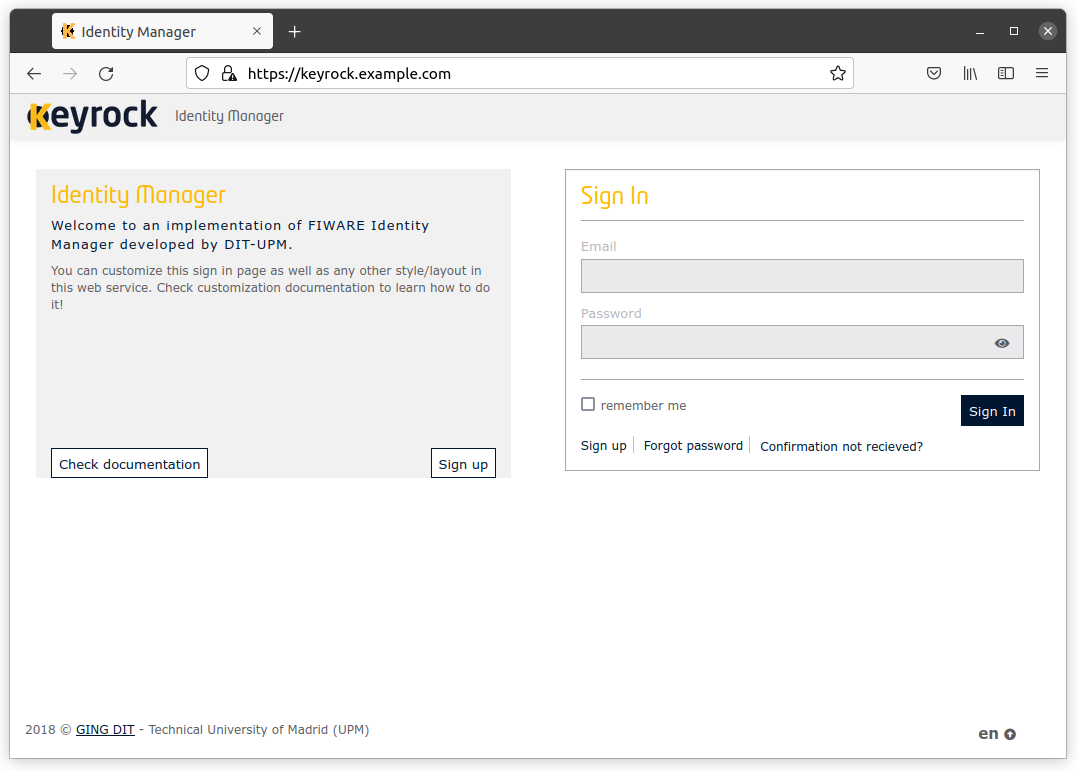 Identity Manager
https://keyrock.example.com
Keyrock Identity Manager
Identity Manager
Welcome to an implementation of FIWARE Identity
Manager developed by DIT-UPM.
You can customize this sign in page as well as any other style/layout in
this web service. Check customization documentation to learn how to do
it!
Check documentation
Sign up
Sign In
Email
Password
remember me
Sign In
Sign up
Forgot password
Confirmation not recieved?
2018 © GING DIT - Technical University of Madrid (UPM)
en